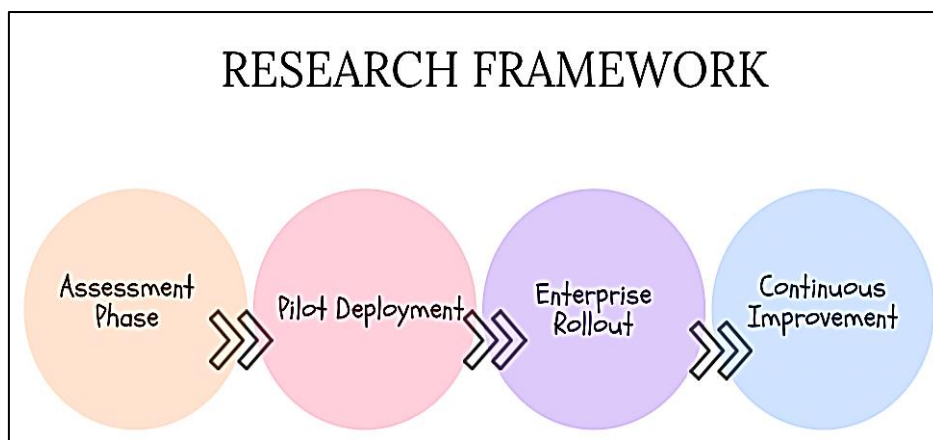 RESEARCH FRAMEWORK
Assessment
Phase
Pilot Deployment
Enterprise
Rollout
Continuous
Improvement